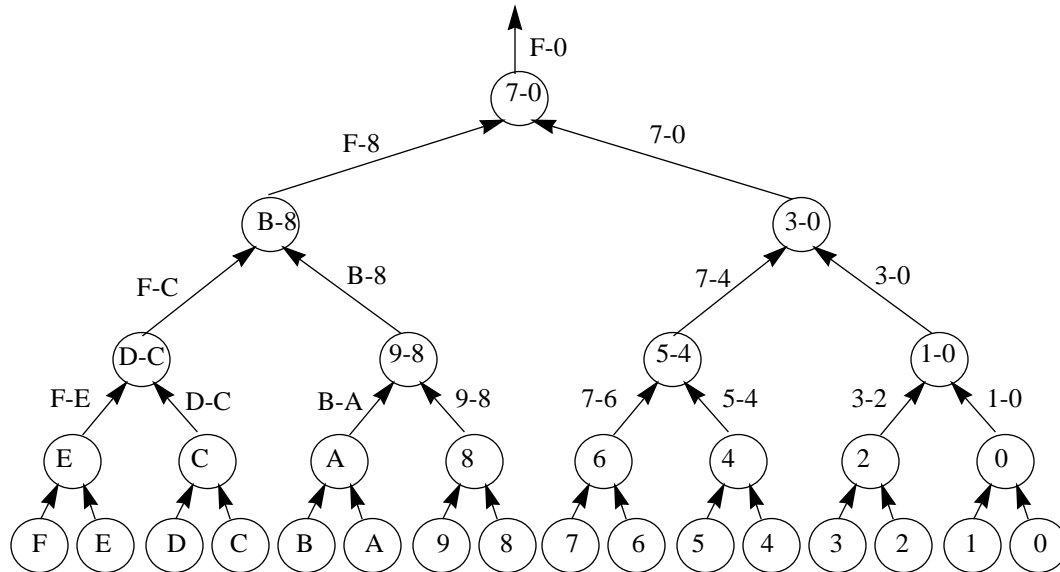 F-0
7-0
F-8 7-0
B-8 3-0
F-C B-8 7-4 3-0
D-C 9-8 5-4 1-0
F-E D-C B-A 9-8 7-6 5-4 3-2 1-0
E C A 8 6 4 2 0
F E D C B A 9 8 7 6 5 4 3 2 1 0